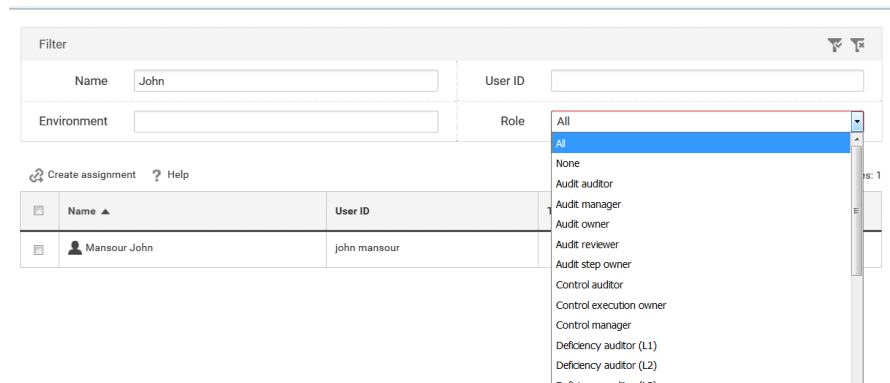 Filter
Name John User ID
Environment Role All
All
None
Create assignment ? Help Audit auditor es: 1
Audit manager
Name User ID T
Audit owner
Audit reviewer
Mansour John john mansour
Audit step owner
Control auditor
Control execution owner
Control manager
Deficiency auditor (L1)
Deficiency auditor (L2)